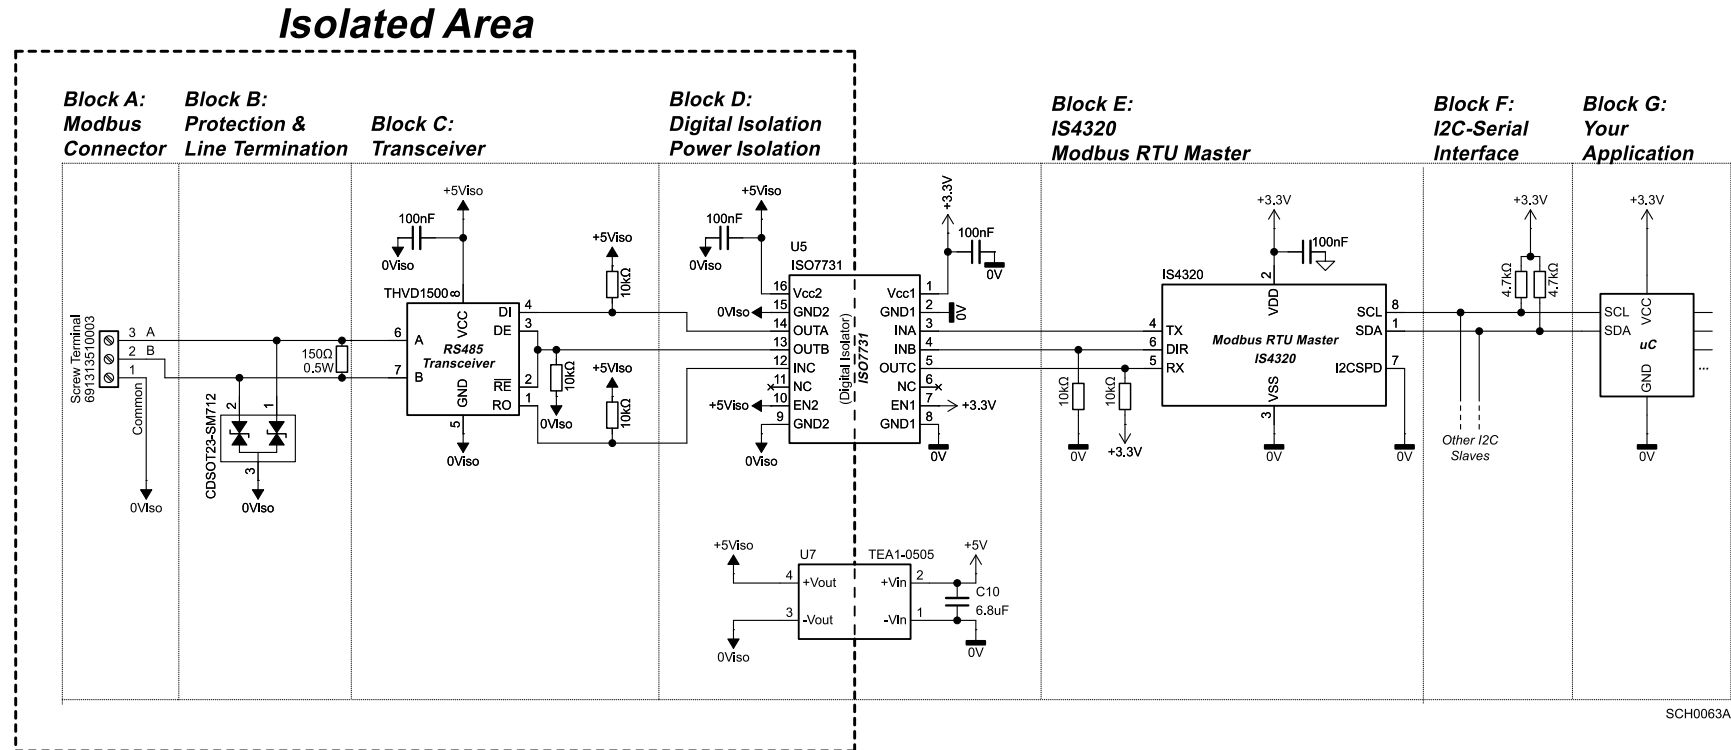 Isolated Area
Block A:
Modbus
Connector
Block B:
Protection &
Line Termination
Block C:
Transceiver
Block D:
Digital Isolation
Power Isolation
Block E:
IS4320
Modbus RTU Master
Block F:
I2C-Serial
Interface
Block G:
Your
Application
Screw Terminal
691313510003
3 A
2 B
1
Common
0VIso
2
1
3
CDSOT23-SM712
0VIso
150Ω
0.5W
+5Viso
100nF
0Viso
THVD1500
8
VCC
6
A
7
B
RS485
Transceiver
GND
5
0Viso
DI
4
DE
3
RE
2
RO
1
+5Viso
10kΩ
10kΩ
0VIso
+5Viso
10kΩ
+5Viso
100nF
0Viso
U5
ISO7731
16
Vcc2
15
0VIso
GND2
14
OUTA
13
OUTB
12
INC
11
NC
10
+5Viso
EN2
9
GND2
0Viso
(Digital Isolator)
ISO7731
+3.3V
100nF
0V
Vcc1
1
GND1
2
0V
INA
3
INB
4
OUTC
5
NC
6
EN1
7
+3.3V
GND1
8
0V
+5Viso
U7
TEA1-0505
+5V
4
+Vout
+Vin
2
C10
6.8uF
3
-Vout
-VIn
1
0Viso
0V
10kΩ
0V
10kΩ
+3.3V
+3.3V
100nF
IS4320
2
VDD
4
TX
6
DIR
5
RX
Modbus RTU Master
IS4320
SCL
8
SDA
1
I2CSPD
7
VSS
3
0V
0V
+3.3V
4.7kΩ
4.7kΩ
Other I2C
Slaves
+3.3V
SCL
SDA
VCC
uC
GND
0V
...
SCH0063A